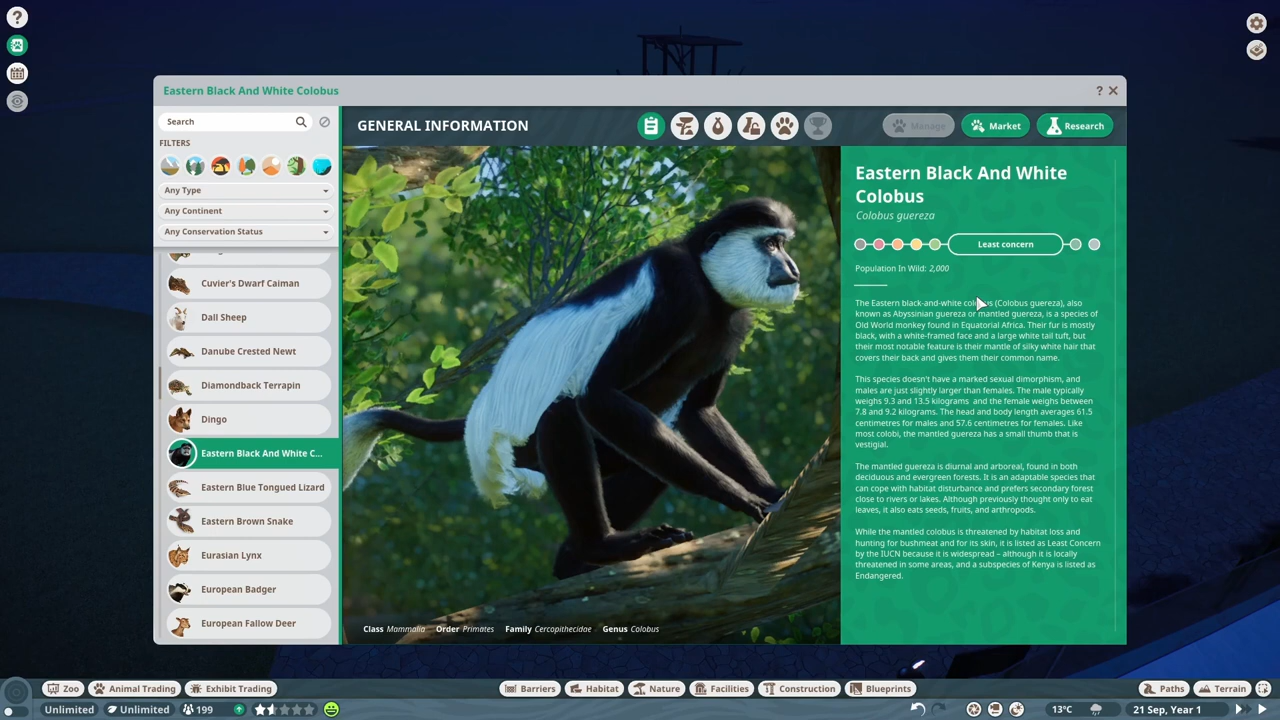 Eastern Black And White Colobus
?
Search
FILTERS
Any Type
Any Continent
Any Conservation Status
Cuvier's Dwarf Caiman
Dall Sheep
Danube Crested Newt
Diamondback Terrapin
Dingo
Eastern Black And White C...
Eastern Blue Tongued Lizard
Eastern Brown Snake
Eurasian Lynx
European Badger
European Fallow Deer
GENERAL INFORMATION
Manage
Market
Research
Class Mammalia Order Primates Family Cercopithecidae Genus Colobus
Eastern Black And White
Colobus
Colobus guereza
Least concern
Population In Wild: 2,000
The Eastern black-and-white colobus (Colobus guereza), also
known as Abyssinian guereza or mantled guereza, is a species of
Old World monkey found in Equatorial Africa. Their fur is mostly
black, with a white-framed face and a large white tail tuft, but
their most notable feature is their mantle of silky white hair that
covers their back and gives them their common name.
This species doesn't have a marked sexual dimorphism, and
males are just slightly larger than females. The male typically
weighs 9.3 and 13.5 kilograms and the female weighs between
7.8 and 9.2 kilograms. The head and body length averages 61.5
centimetres for males and 57.6 centimetres for females. Like
most colobi, the mantled guereza has a small thumb that is
vestigial.
The mantled guereza is diurnal and arboreal, found in both
deciduous and evergreen forests. It is an adaptable species that
can cope with habitat disturbance and prefers secondary forest
close to rivers or lakes. Although previously thought only to eat
leaves, it also eats seeds, fruits, and arthropods.
While the mantled colobus is threatened by habitat loss and
hunting for bushmeat and for its skin, it is listed as Least Concern
by the IUCN because it is widespread – although it is locally
threatened in some areas, and a subspecies of Kenya is listed as
Endangered.
Zoo
Animal Trading
Exhibit Trading
Barriers
Habitat
Nature
Facilities
Construction
Blueprints
Paths
Terrain
Unlimited
Unlimited
199
13°C
21 Sep, Year 1